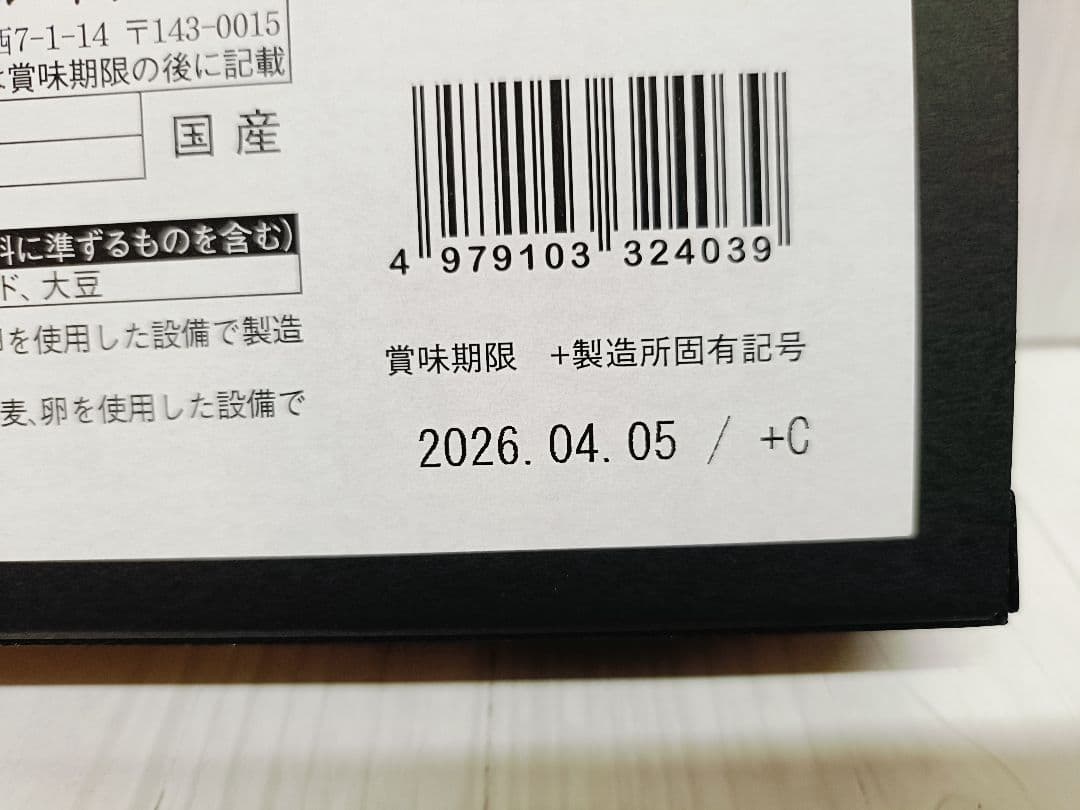 西7-1-14 〒143-0015
は賞味期限の後に記載
国産
料に準ずるものを含む)
ド、大豆
を使用した設備で製造
麦、卵を使用した設備で
4 979103 324039
賞味期限 +製造所固有記号
2026.04.05 / +C